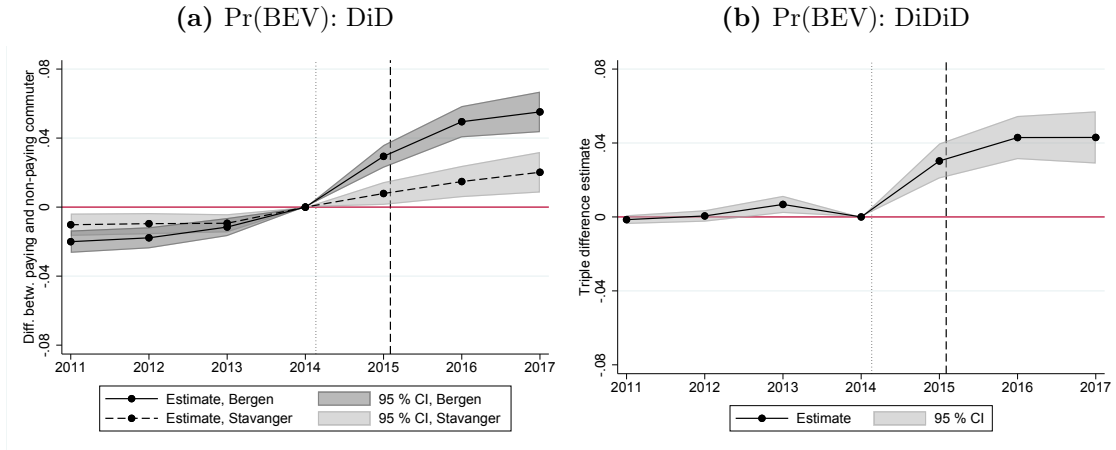 (a) Pr(BEV): DiD
Diff. betw. paying and non-paying commuter
.08
.04
0
-.04
-.08
2011 2012 2013 2014 2015 2016 2017
Estimate, Bergen 95 % CI, Bergen
Estimate, Stavanger 95 % CI, Stavanger
(b) Pr(BEV): DiDiD
Triple difference estimate
.08
.04
0
-.04
-.08
2011 2012 2013 2014 2015 2016 2017
Estimate 95 % CI